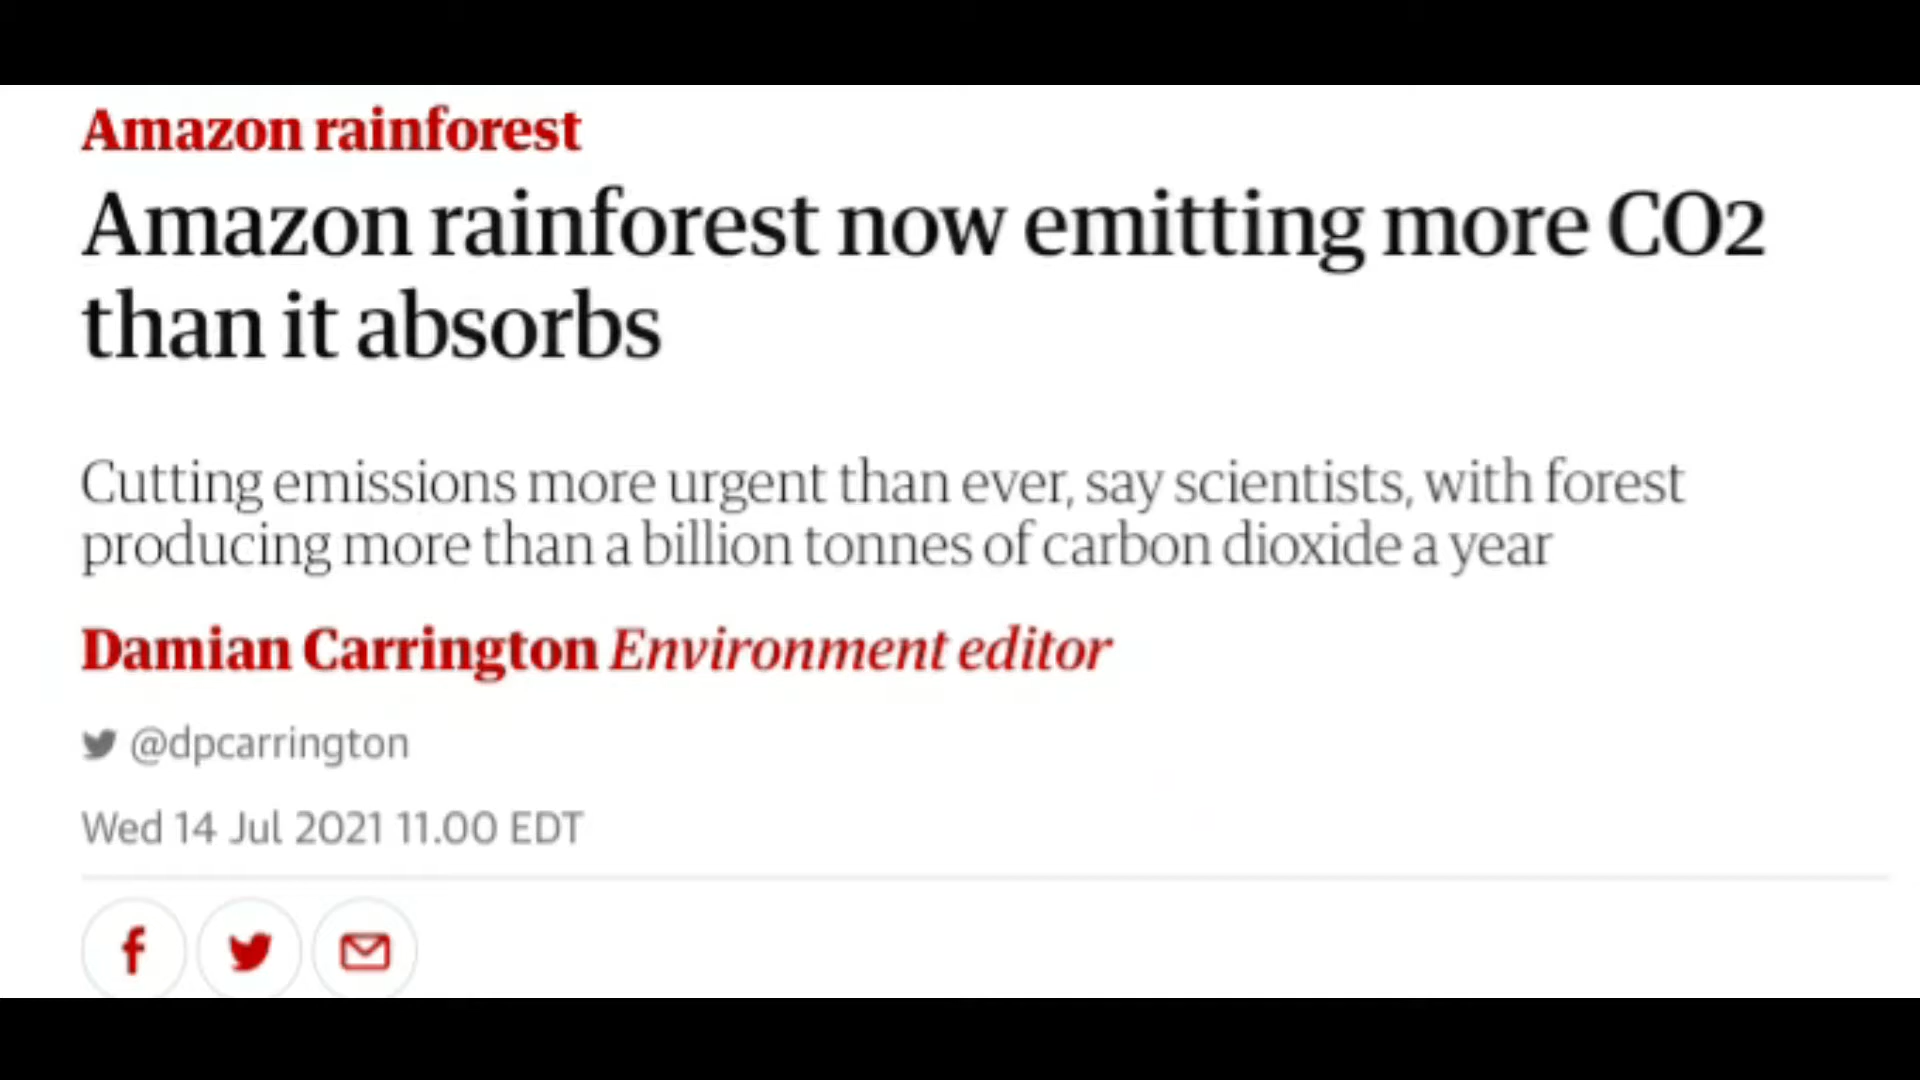 Amazon rainforest
Amazon rainforest now emitting more CO2
than it absorbs
Cutting emissions more urgent than ever, say scientists, with forest
producing more than a billion tonnes of carbon dioxide a year
Damian Carrington Environment editor
@dpcarrington
Wed 14 Jul 2021 11.00 EDT